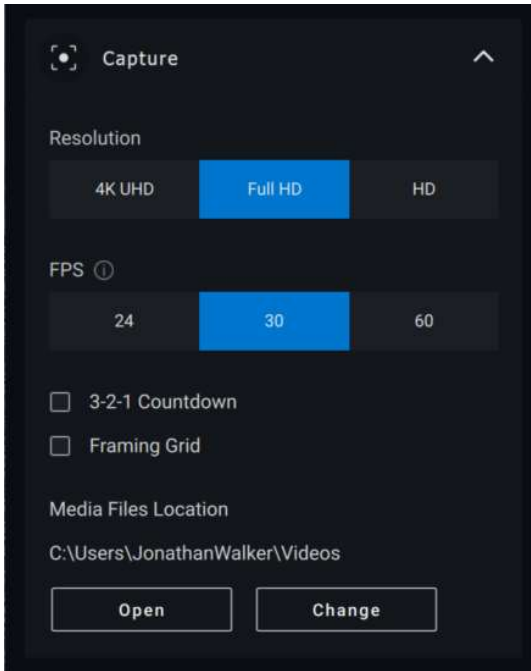 Capture
Resolution
4K UHD Full HD HD
FPS
24 30 60
3-2-1 Countdown
Framing Grid
Media Files Location
C:\Users\JonathanWalker\Videos
Open Change